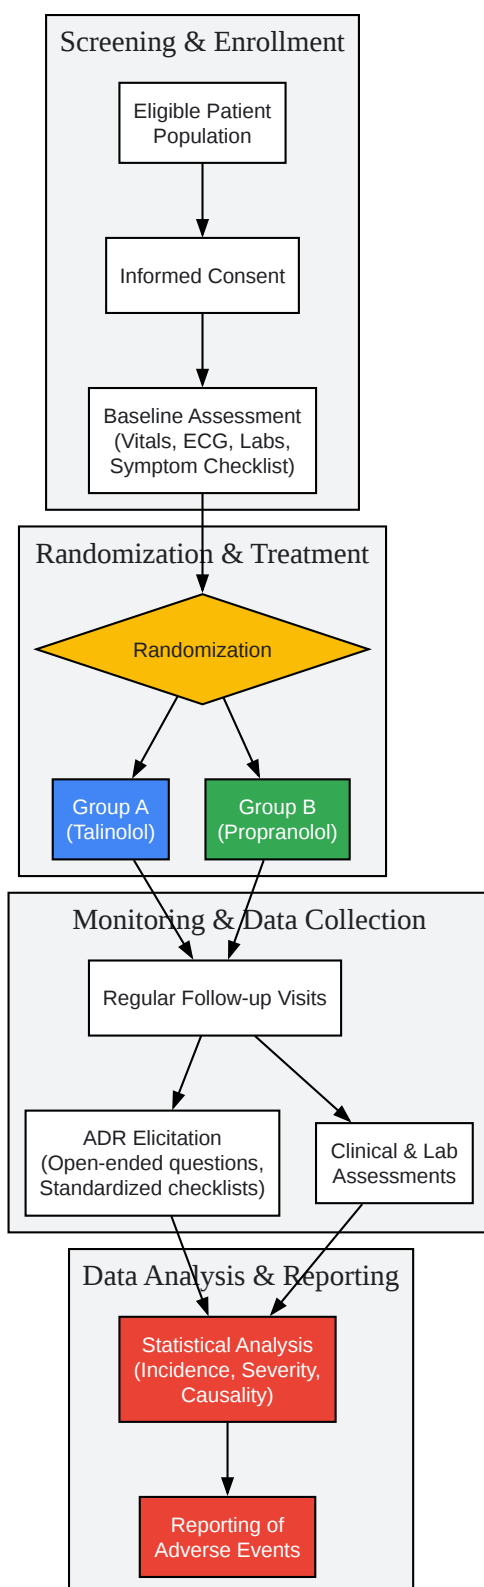 Screening & Enrollment
Eligible Patient
Population
Informed Consent
Baseline Assessment
(Vitals, ECG, Labs,
Symptom Checklist)
Randomization & Treatment
Randomization
Group A
(Talinolol)
Group B
(Propranolol)
Monitoring & Data Collection
Regular Follow-up Visits
ADR Elicitation
(Open-ended questions,
Standardized checklists)
Clinical & Lab
Assessments
Data Analysis & Reporting
Statistical Analysis
(Incidence, Severity,
Causality)
Reporting of
Adverse Events